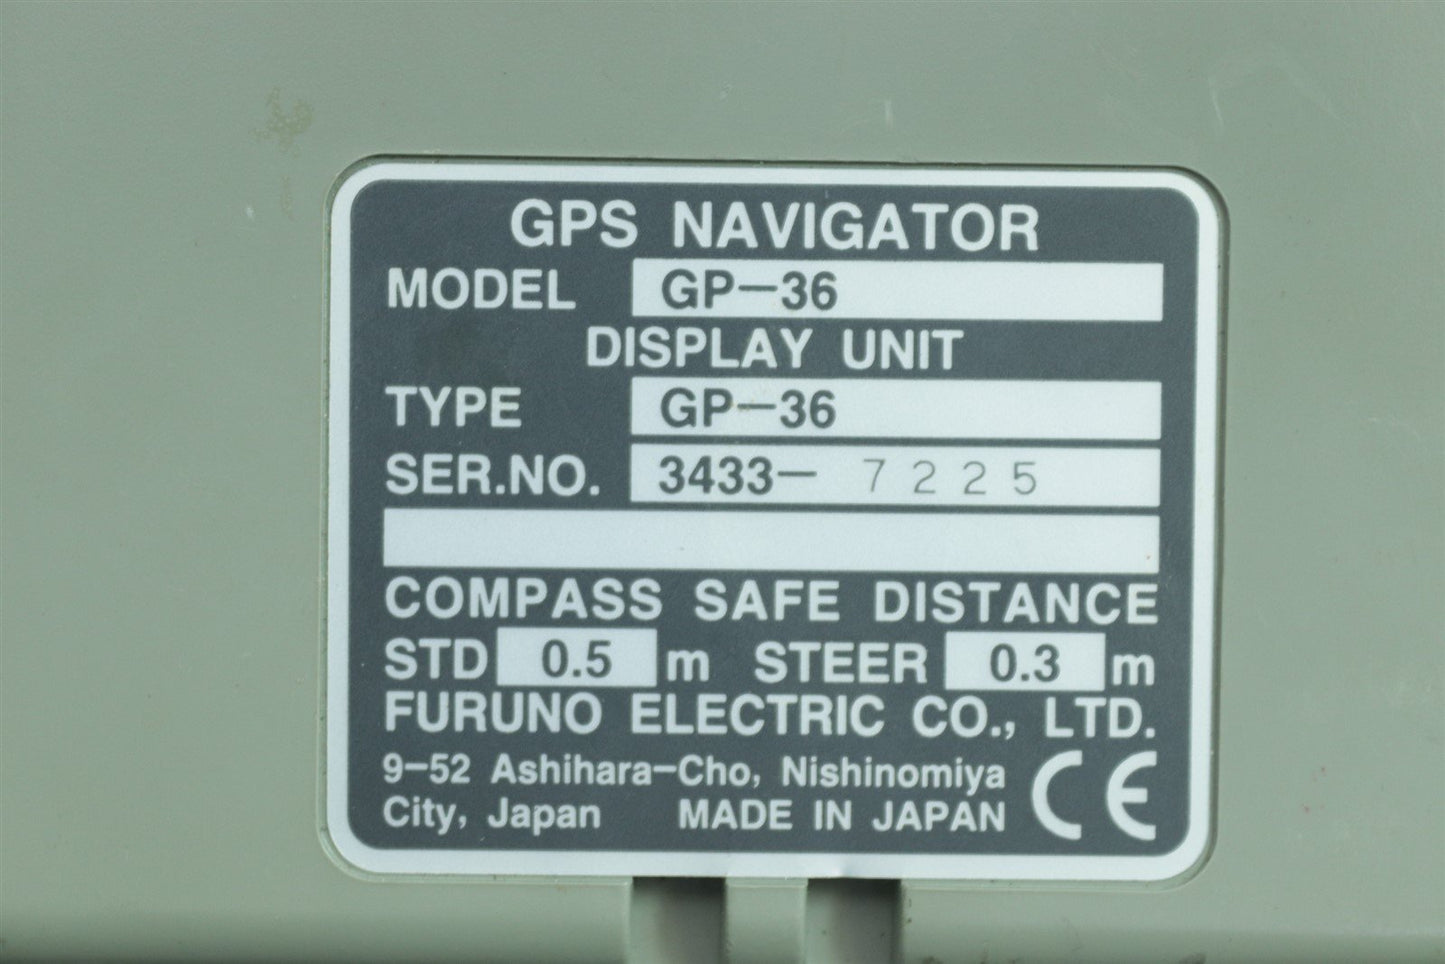 GPS NAVIGATOR
MODEL GP-36
DISPLAY UNIT
TYPE GP-36
SER.NO. 3433- 7225
COMPASS SAFE DISTANCE
STD 0.5 m STEER 0.3 m
FURUNO ELECTRIC CO., LTD.
9-52 Ashihara-Cho, Nishinomiya
City, Japan MADE IN JAPAN CE